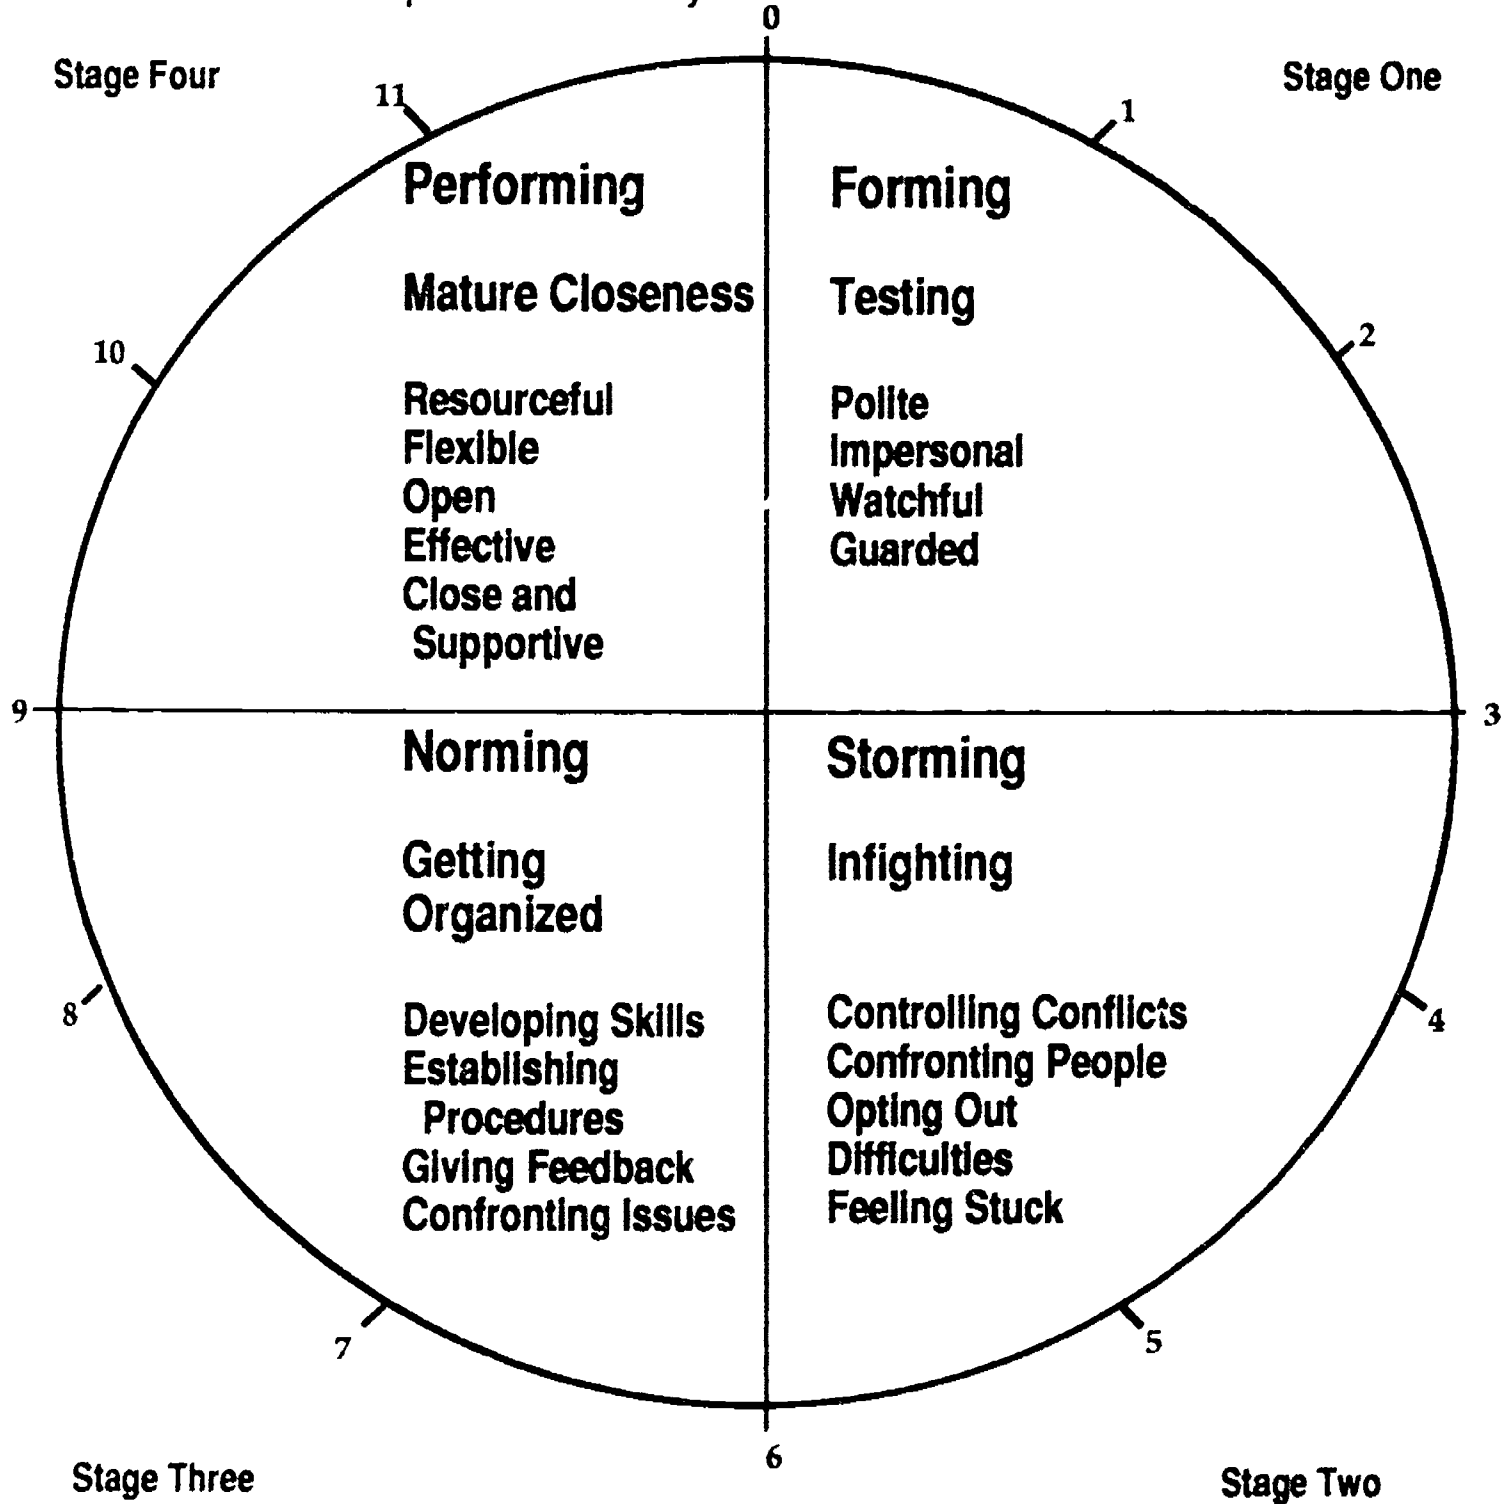 0
Stage Four
Stage One
11
1
Performing
Forming
Mature Closeness
Testing
10
2
Resourceful
Flexible
Open
Effective
Close and
Supportive
Polite
Impersonal
Watchful
Guarded
9
3
Norming
Storming
Getting
Organized
Infighting
8
4
Developing Skills
Establishing
Procedures
Giving Feedback
Confronting Issues
Controlling Conflicts
Confronting People
Opting Out
Difficulties
Feeling Stuck
7
5
6
Stage Three
Stage Two